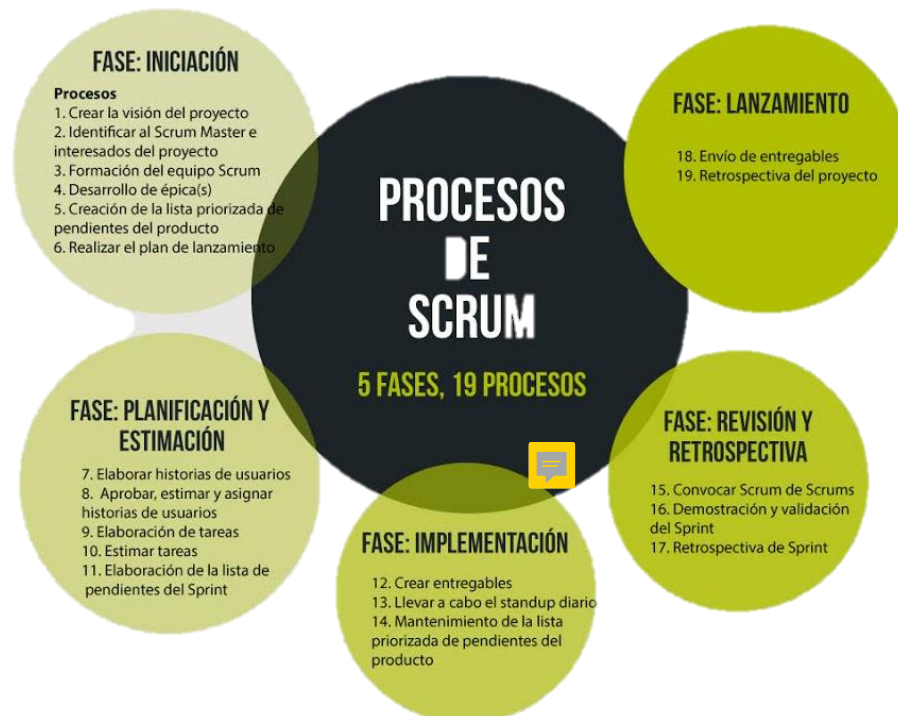 FASE: INICIACIÓN
Procesos
1. Crear la visión del proyecto
2. Identificar al Scrum Master e
interesados del proyecto
3. Formación del equipo Scrum
4. Desarrollo de épica(s)
5. Creación de la lista priorizada de
pendientes del producto
6. Realizar el plan de lanzamiento
PROCESOS
DE
SCRUM
5 FASES, 19 PROCESOS
FASE: LANZAMIENTO
18. Envío de entregables
19. Retrospectiva del proyecto
FASE: PLANIFICACIÓN Y
ESTIMACIÓN
7. Elaborar historias de usuarios
8. Aprobar, estimar y asignar
historias de usuarios
9. Elaboración de tareas
10. Estimar tareas
11. Elaboración de la lista de
pendientes del Sprint
FASE: IMPLEMENTACIÓN
12. Crear entregables
13. Llevar a cabo el standup diario
14. Mantenimiento de la lista
priorizada de pendientes del
producto
FASE: REVISIÓN Y
RETROSPECTIVA
15. Convocar Scrum de Scrums
16. Demostración y validación
del Sprint
17. Retrospectiva de Sprint